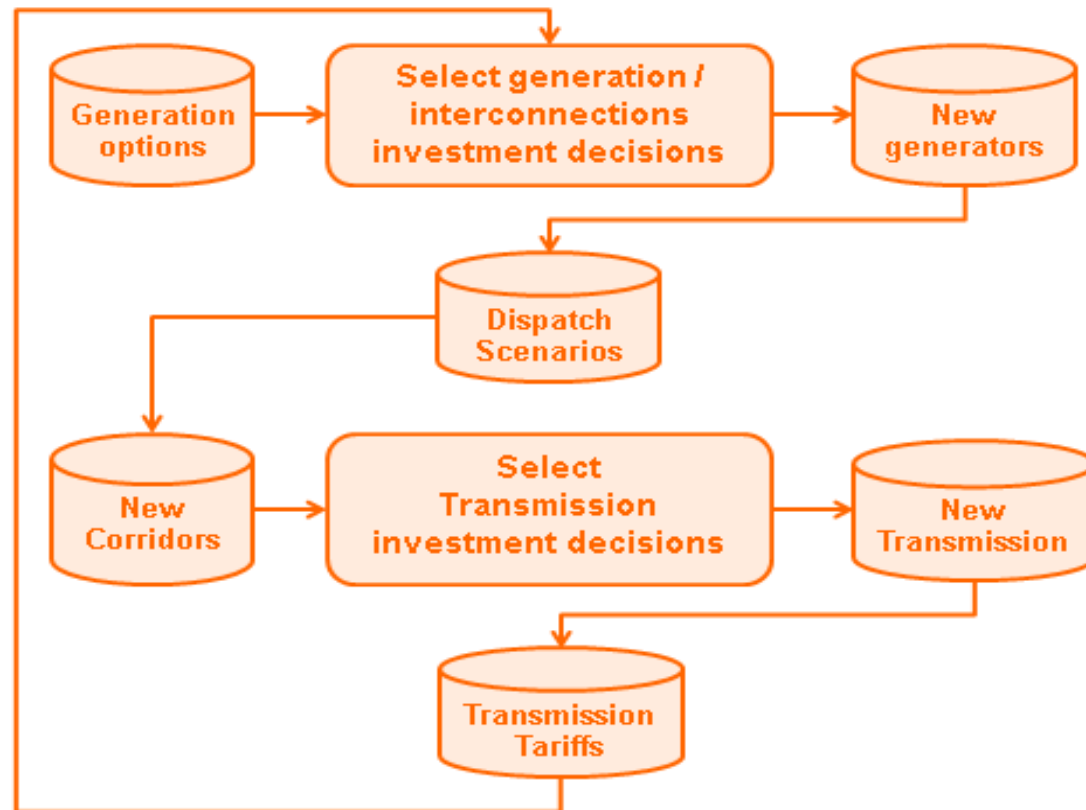 Generation
options
Select generation /
interconnections
investment decisions
New
generators
Dispatch
Scenarios
New
Corridors
Select
Transmission
investment decisions
New
Transmission
Transmission
Tariffs